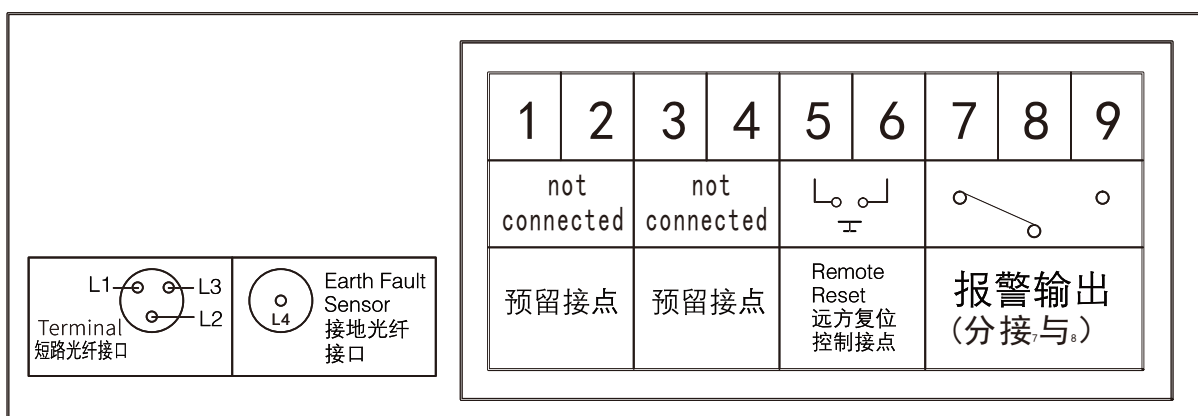 1 2 3 4 5 6 7 8 9
not connected
not connected
预留接点
预留接点
Remote
Reset
远方复位
控制接点
报警输出
(分接7与8)
L1
L3
L2
Terminal
短路光纤接口
L4
Earth Fault
Sensor
接地光纤
接口